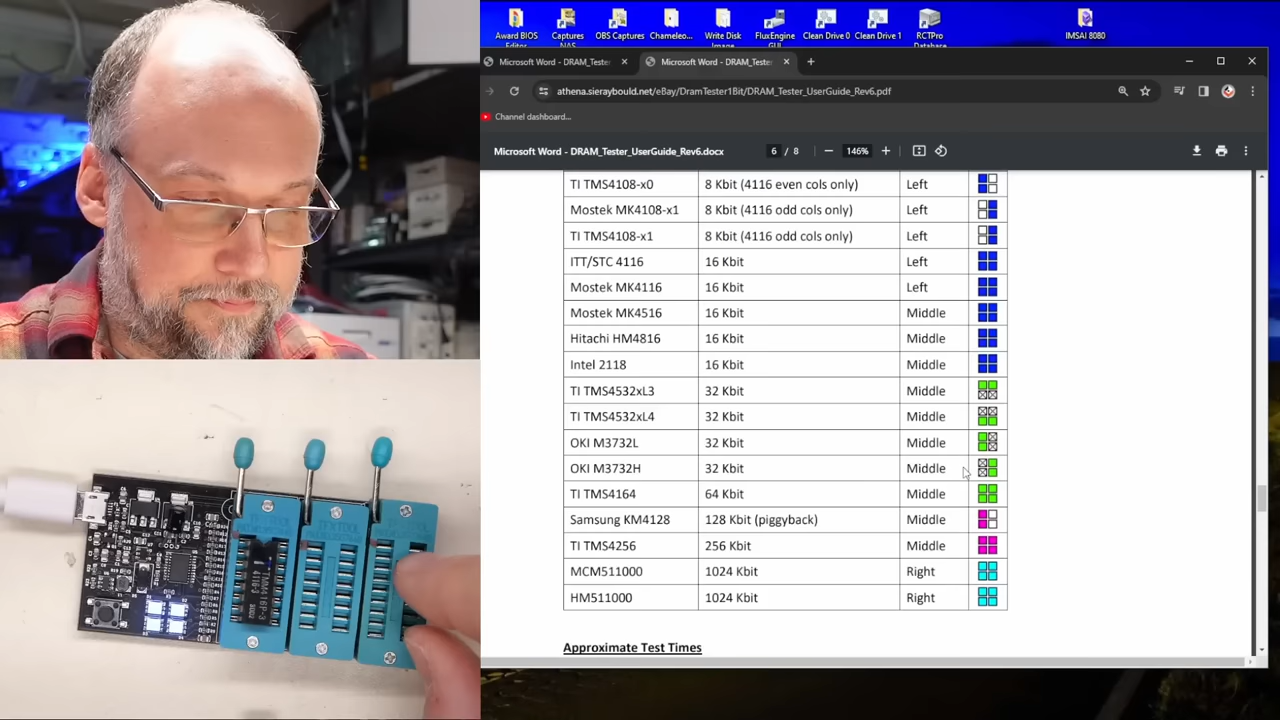 Award BIOS
Editor
Captures
NAS
OBS Captures
Chameleo...
Write Disk
Image
FluxEngine
GUI
Clean Drive 0
Clean Drive 1
RCTPro
Database
IMSAI 8080
Microsoft Word - DRAM_Teste
Microsoft Word - DRAM_Teste
athena.sieraybould.net/eBay/DramTester1Bit/DRAM_Tester_UserGuide_Rev6.pdf
Channel dashboard...
Microsoft Word - DRAM_Tester_UserGuide_Rev6.docx
6 / 8
146%
TI TMS4108-x0 8 Kbit (4116 even cols only) Left
Mostek MK4108-x1 8 Kbit (4116 odd cols only) Left
TI TMS4108-x1 8 Kbit (4116 odd cols only) Left
ITT/STC 4116 16 Kbit Left
Mostek MK4116 16 Kbit Left
Mostek MK4516 16 Kbit Middle
Hitachi HM4816 16 Kbit Middle
Intel 2118 16 Kbit Middle
TI TMS4532xL3 32 Kbit Middle
TI TMS4532xL4 32 Kbit Middle
OKI M3732L 32 Kbit Middle
OKI M3732H 32 Kbit Middle
TI TMS4164 64 Kbit Middle
Samsung KM4128 128 Kbit (piggyback) Middle
TI TMS4256 256 Kbit Middle
MCM511000 1024 Kbit Right
HM511000 1024 Kbit Right
Approximate Test Times
TEXTOOL
TMM416P-3
4116-3